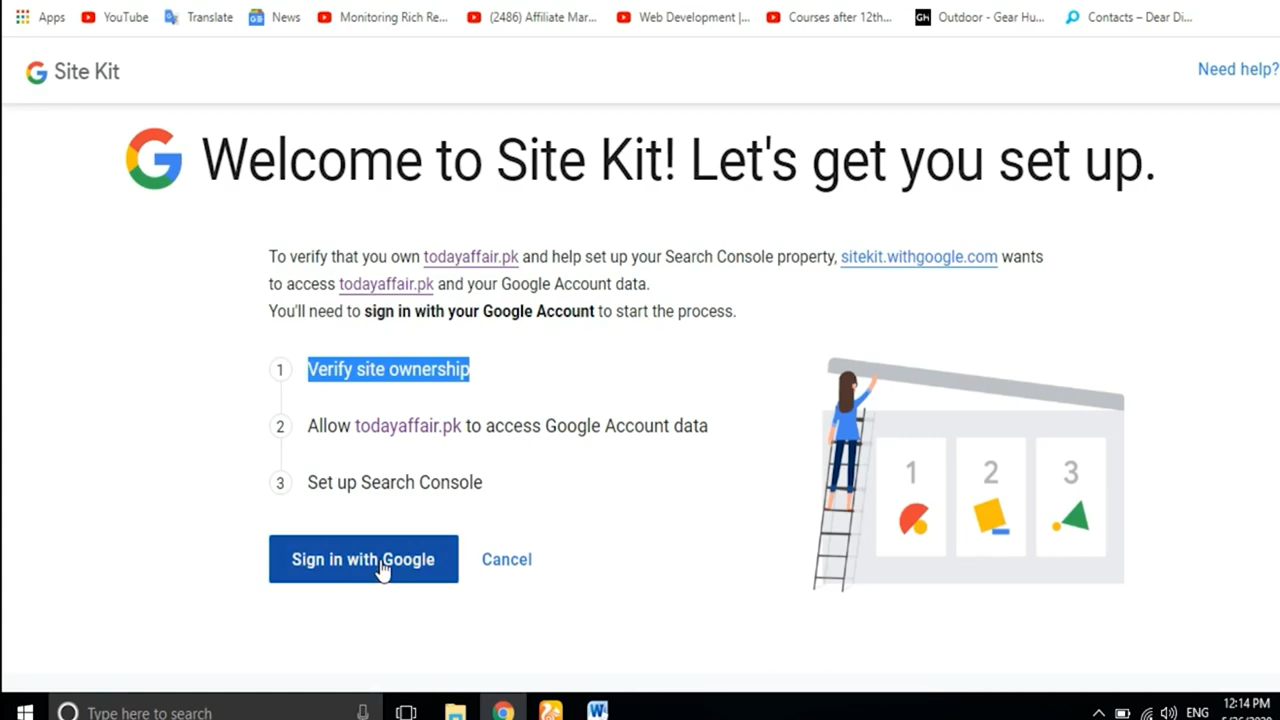 Apps YouTube Translate News Monitoring Rich Re... (2486) Affiliate Mar... Web Development |... Courses after 12th... GH Outdoor - Gear Hu... Contacts – Dear Di...
G Site Kit Need help?
G Welcome to Site Kit! Let's get you set up.
To verify that you own todayaffair.pk and help set up your Search Console property, sitekit.withgoogle.com wants
to access todayaffair.pk and your Google Account data.
You'll need to sign in with your Google Account to start the process.
1 Verify site ownership
2 Allow todayaffair.pk to access Google Account data
3 Set up Search Console
1 2 3
Sign in with Google Cancel
Type here to search ENG 12:14 PM